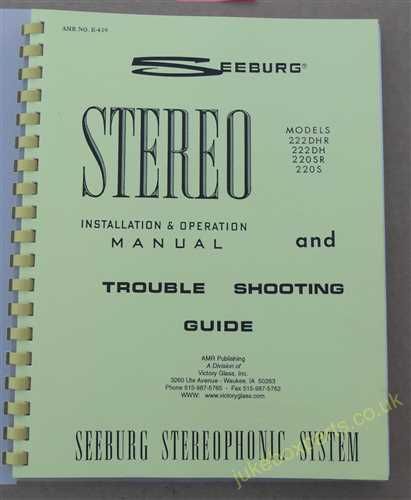 AMR NO. R-439
SEEBURG®
STEREO
MODELS
222DHR
222DH
220SR
220S
INSTALLATION & OPERATION
MANUAL
and
TROUBLE SHOOTING
GUIDE
AMR Publishing
A Division of
Victory Glass, Inc.
3260 Ute Avenue - Waukee, IA 50263
Phone 515-987-5765 - Fax 515-987-5762
WWW: www.victoryglass.com
SEEBURG STEREOPHONIC SYSTEM
jukeboxparts.co.uk